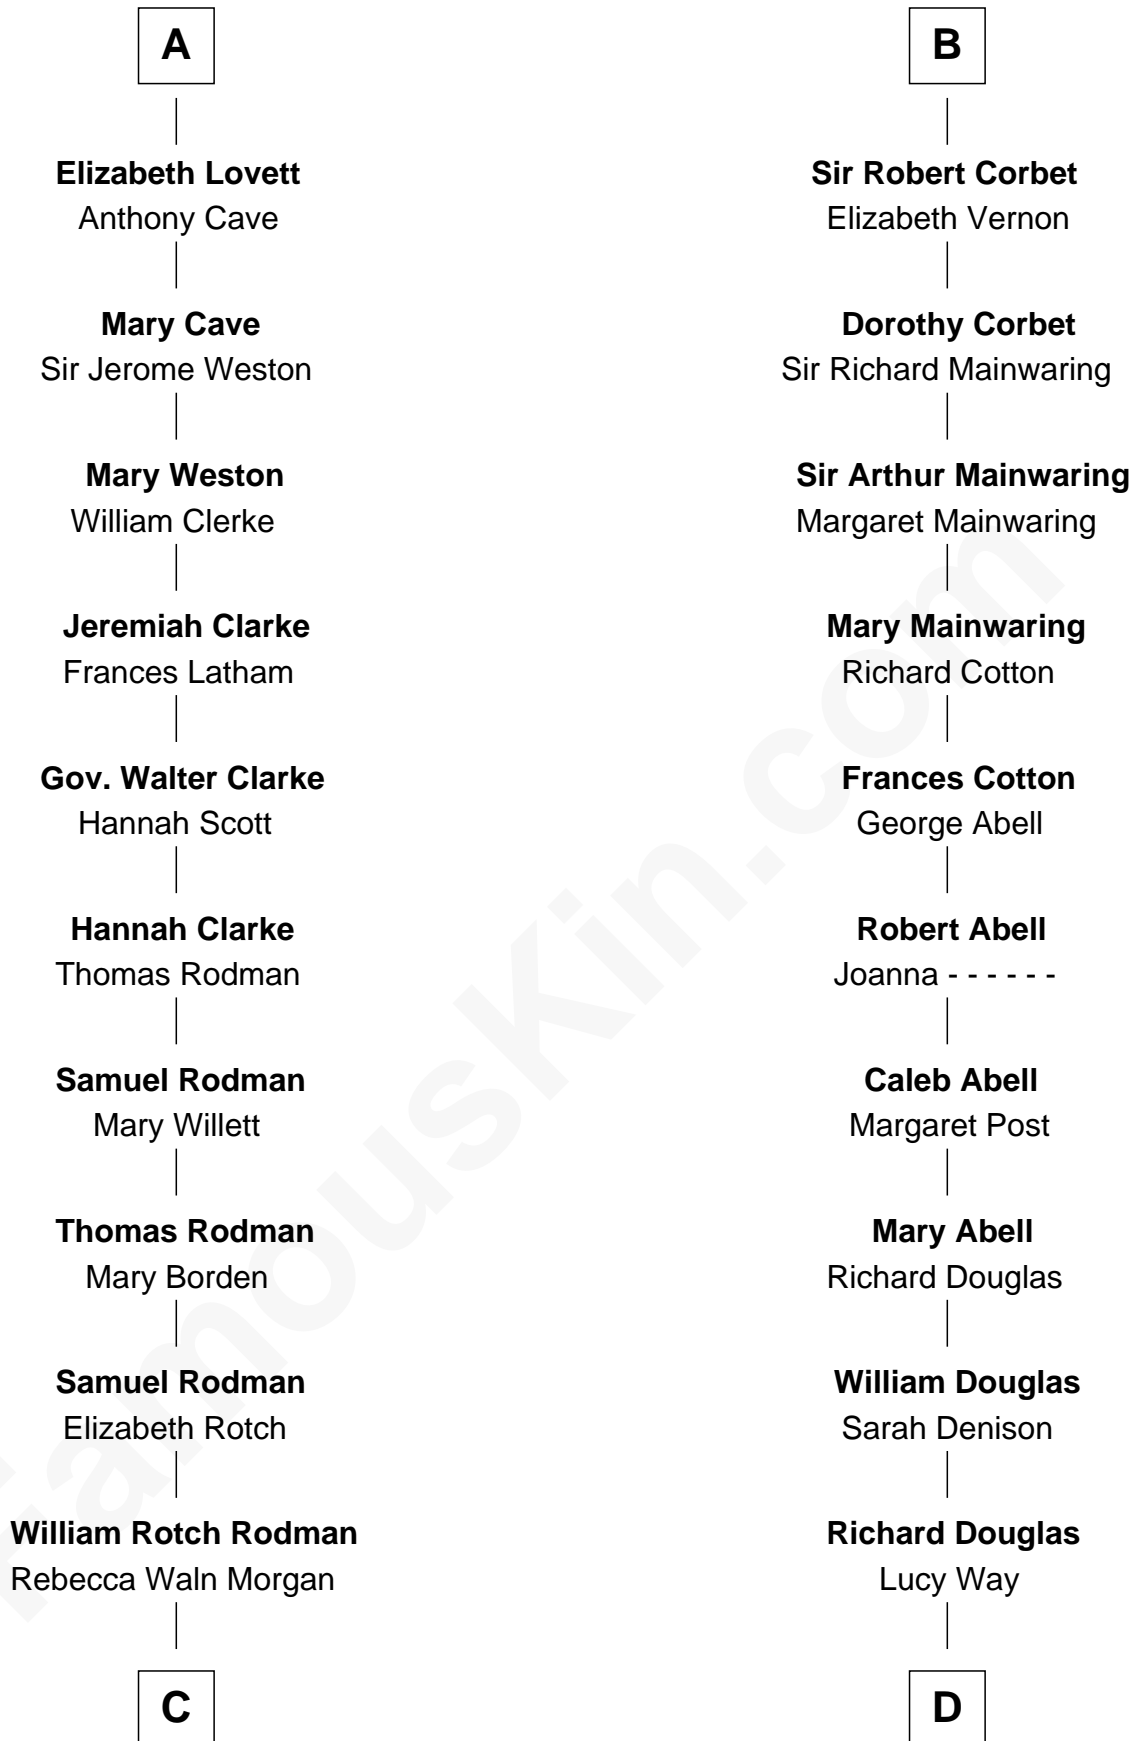 A
Elizabeth Lovett
Anthony Cave
Mary Cave
Sir Jerome Weston
Mary Weston
William Clerke
Jeremiah Clarke
Frances Latham
Gov. Walter Clarke
Hannah Scott
Hannah Clarke
Thomas Rodman
Samuel Rodman
Mary Willett
Thomas Rodman
Mary Borden
Samuel Rodman
Elizabeth Rotch
William Rotch Rodman
Rebecca Waln Morgan
C
B
Sir Robert Corbet
Elizabeth Vernon
Dorothy Corbet
Sir Richard Mainwaring
Sir Arthur Mainwaring
Margaret Mainwaring
Mary Mainwaring
Richard Cotton
Frances Cotton
George Abell
Robert Abell
Joanna - - - - - -
Caleb Abell
Margaret Post
Mary Abell
Richard Douglas
William Douglas
Sarah Denison
Richard Douglas
Lucy Way
D
FamousKin.com